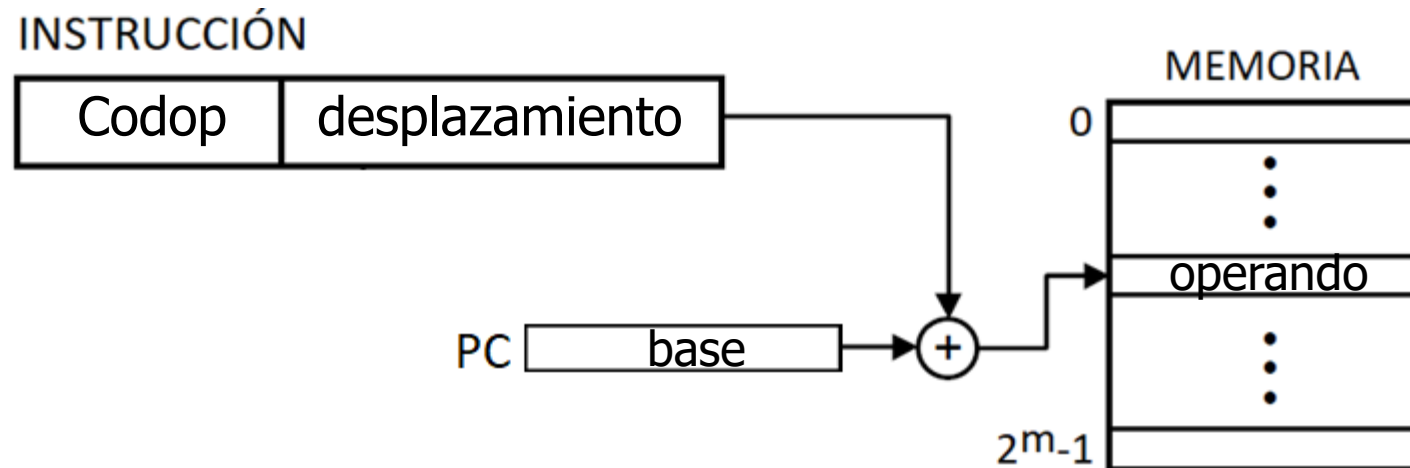 INSTRUCCIÓN
MEMORIA
Codop desplazamiento
0
operando
PC base
+
2m-1